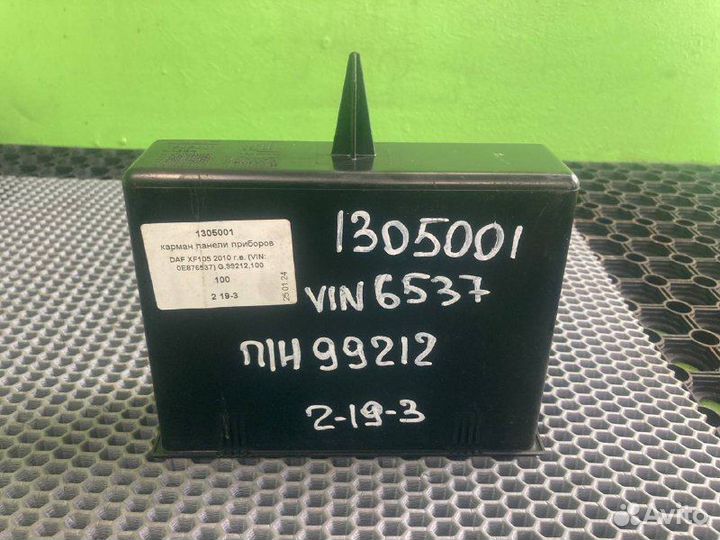 1305001
карман панели приборов
DAF XF105 2010 г.в. (VIN:
0E876537) G,99212,100
100
2 19-3
25.01.24
1305001
VIN 6537
П/Н 99212
2-19-3
Avito